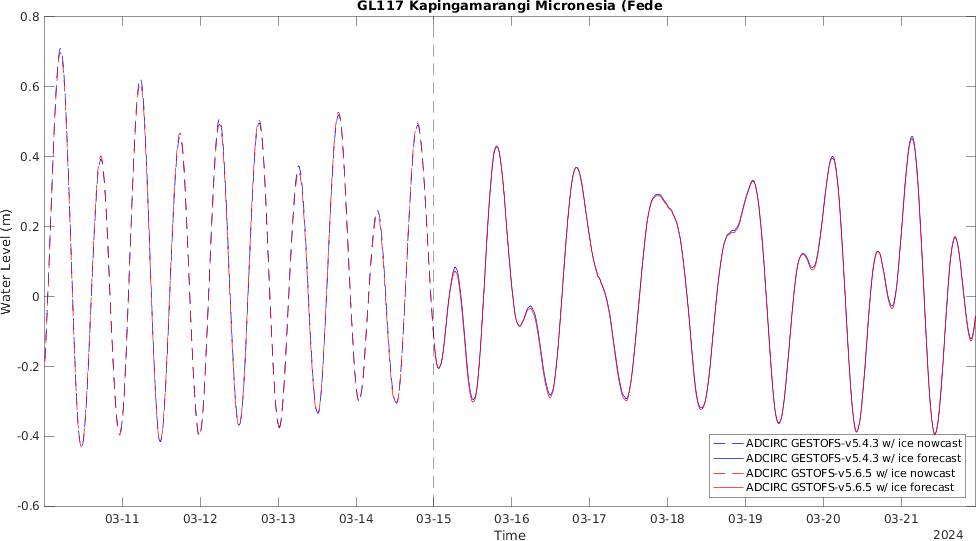 GL117 Kapingamarangi Micronesia (Fede
0.8
0.6
0.4
0.2
0
-0.2
-0.4
-0.6
Water Level (m)
ADCIRC GESTOFS-v5.4.3 w/ ice nowcast
ADCIRC GESTOFS-v5.4.3 w/ ice forecast
ADCIRC GSTOFS-v5.6.5 w/ ice nowcast
ADCIRC GSTOFS-v5.6.5 w/ ice forecast
03-11 03-12 03-13 03-14 03-15 03-16 03-17 03-18 03-19 03-20 03-21
Time
2024